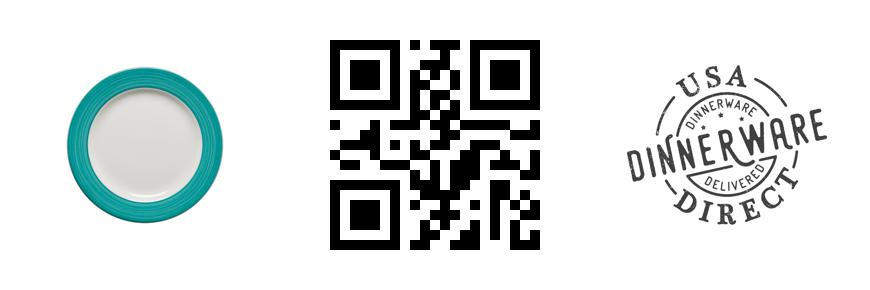 USA
DINNERWARE
DINNERWARE
DELIVERED
DIRECT